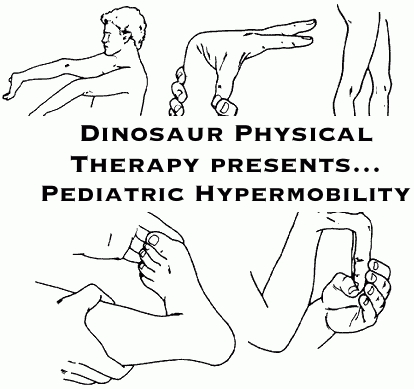 Dinosaur Physical
Therapy presents...
Pediatric Hypermobility